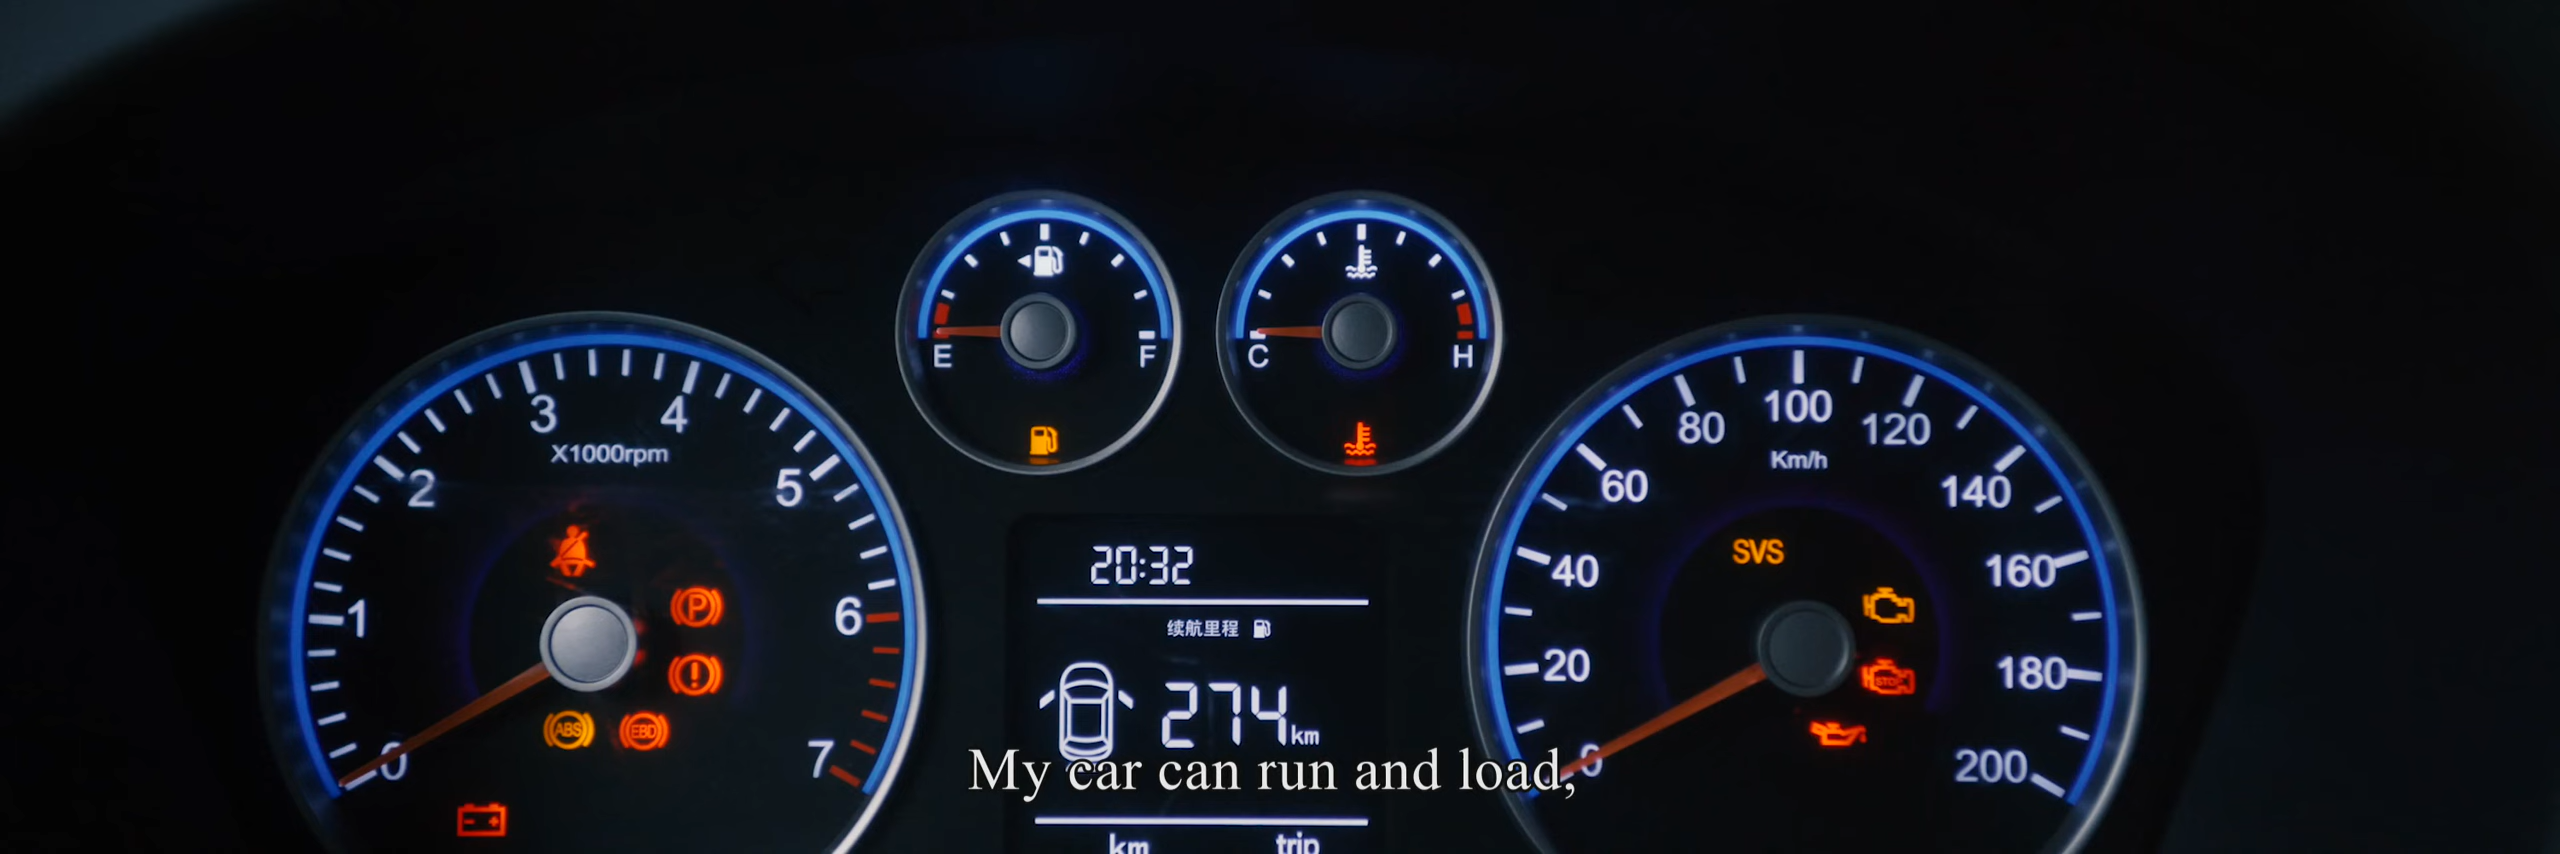 E
F
C
H
3
4
X1000rpm
2
5
1
6
0
7
P
ABS
EBD
20:32
续航里程
274km
My car can run and load,
km
trip
80
100
120
Km/h
60
140
SVS
40
160
STOP
20
180
0
200